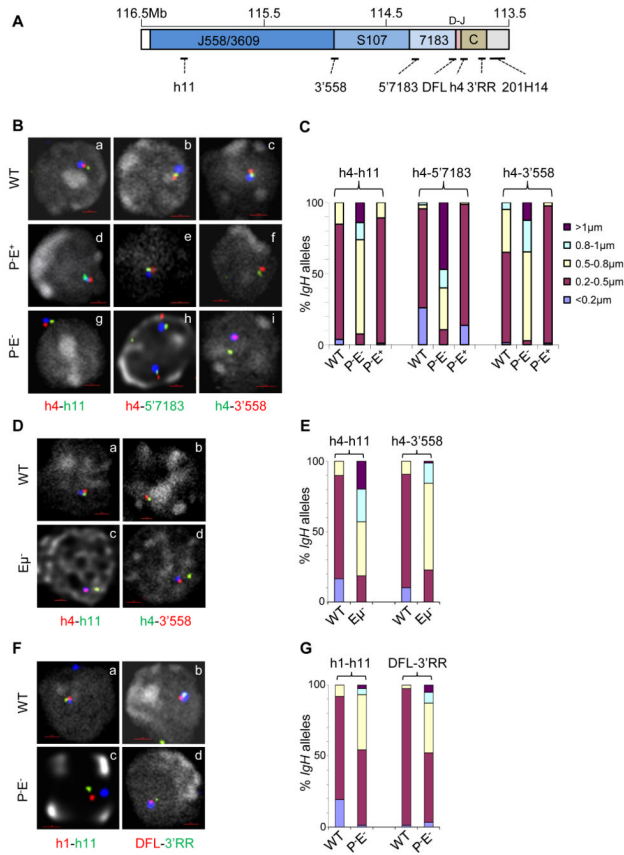 A
116.5Mb 115.5 114.5 113.5
D-J
J558/3609 S107 7183 C
h11 3'558 5'7183 DFL h4 3'RR 201H14
B
WT
a b c
P-E+
d e f
P-E-
g h i
h4-h11 h4-5'7183 h4-3'558
C
h4-h11 h4-5'7183 h4-3'558
% IgH alleles
100
50
0
WT P-E- P-E+ WT P-E- P-E+ WT P-E- P-E+
>1μm
0.8-1μm
0.5-0.8μm
0.2-0.5μm
<0.2μm
D
WT
a b
Eμ-
c d
h4-h11 h4-3'558
E
h4-h11 h4-3'558
% IgH alleles
100
50
0
WT Eμ- WT Eμ-
F
WT
a b
P-E-
c d
h1-h11 DFL-3'RR
G
h1-h11 DFL-3'RR
% IgH alleles
100
50
0
WT P-E- WT P-E-